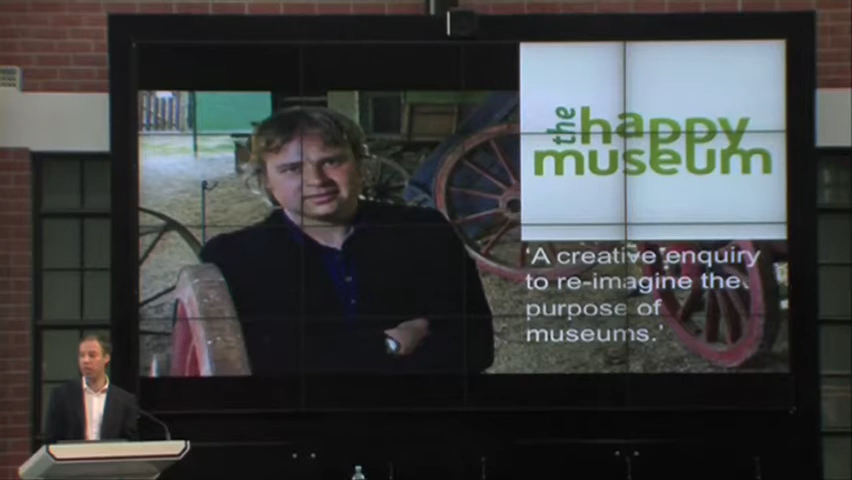 the happy
museum
'A creative enquiry
to re-imagine the
purpose of
museums.'